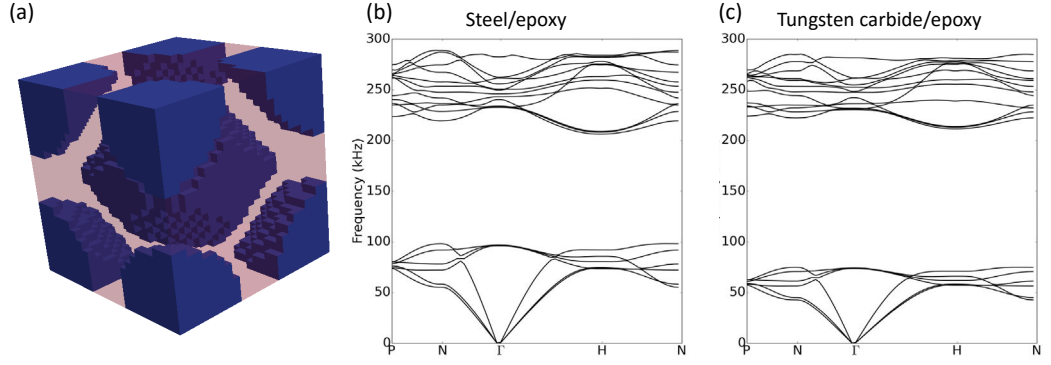 (a)
(b)
Steel/epoxy
Frequency (kHz)
300
250
200
150
100
50
0
P
N
Γ
H
N
(c)
Tungsten carbide/epoxy
300
250
200
150
100
50
0
P
N
Γ
H
N